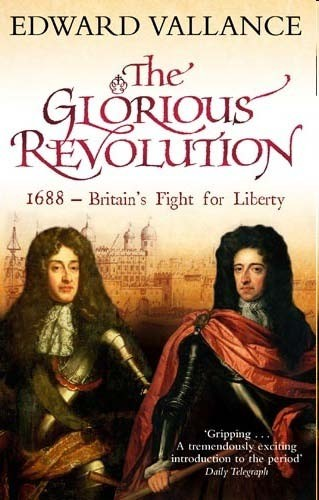 EDWARD VALLANCE
The
GLORIOUS
REVOLUTION
1688 – Britain's Fight for Liberty
'Gripping . . .
A tremendously exciting
introduction to the period'
Daily Telegraph